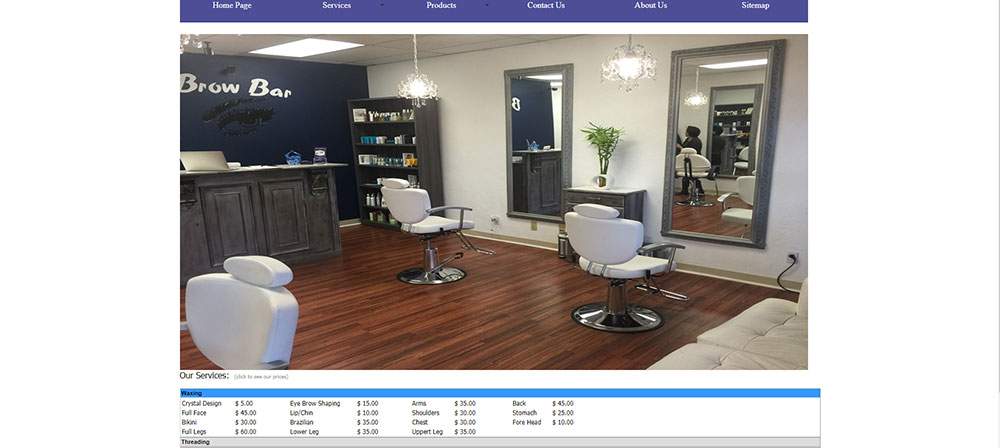 Home Page Services Products Contact Us About Us Sitemap
Brow Bar
Our Services: (click to see our prices)
Waxing
Crystal Design $ 5.00 Eye Brow Shaping $ 15.00 Arms $ 35.00 Back $ 45.00
Full Face $ 45.00 Lip/Chin $ 10.00 Shoulders $ 30.00 Stomach $ 25.00
Bikini $ 30.00 Brazilian $ 35.00 Chest $ 30.00 Fore Head $ 10.00
Full Legs $ 60.00 Lower Leg $ 35.00 Uppert Leg $ 35.00
Threading